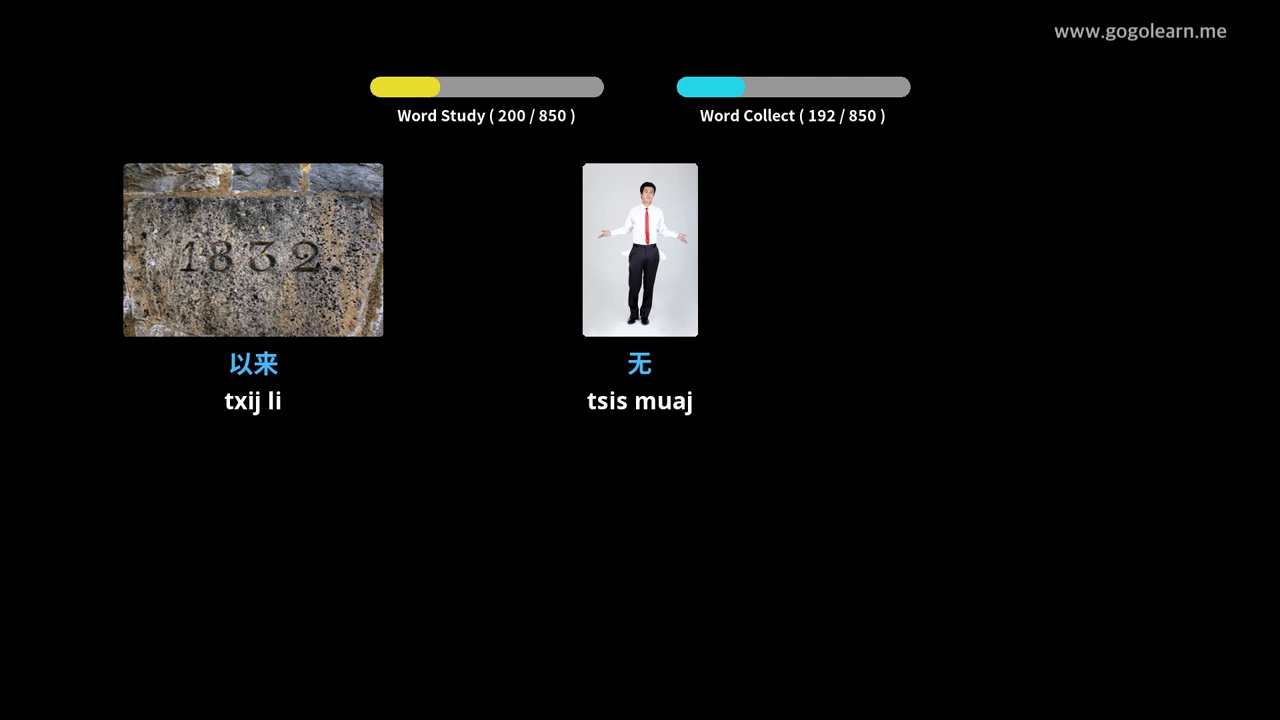 www.gogolearn.me
Word Study ( 200 / 850 )
Word Collect ( 192 / 850 )
1832.
以来
txij li
无
tsis muaj